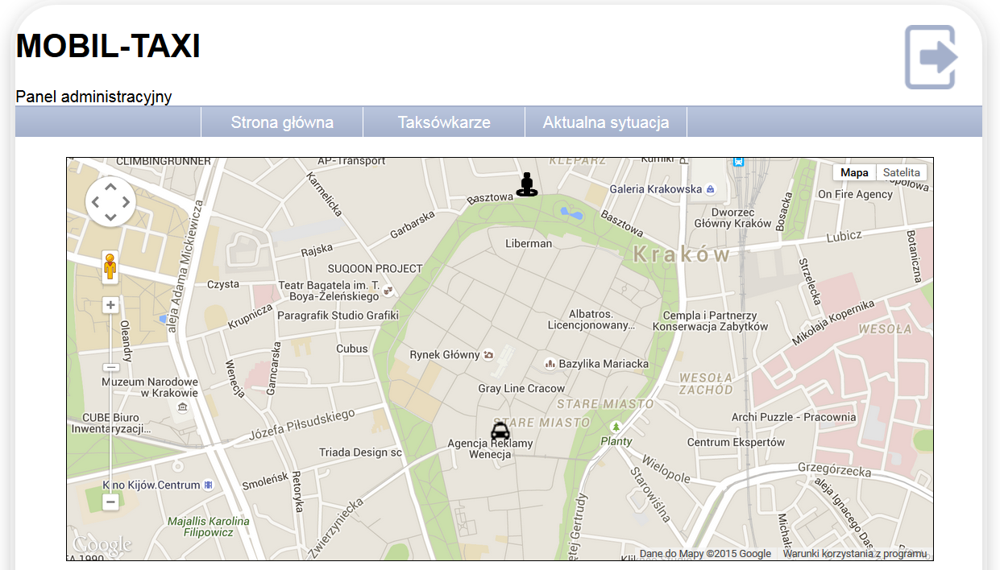 MOBIL-TAXI
Panel administracyjny
Strona główna
Taksówkarze
Aktualna sytuacja
CLIMBINGRUNNER
AP-Transport
KLEPARZ
Kurniki
Mapa
Satelita
Topolowa
Karmelicka
Basztowa
Galeria Krakowska
On Fire Agency
Garbarska
Basztowa
Dworzec
Główny Kraków
Bosacka
aleja Adama Mickiewicza
Liberman
Lubicz
Botaniczna
Rajska
Kraków
SUQOON PROJECT
Strzelecka
Czysta
Teatr Bagatela im. T.
Boya-Żeleńskiego
Krupnicza
Paragrafik Studio Grafiki
Albatros.
Licencjonowany...
Cempla i Partnerzy
Konserwacja Zabytków
Mikołaja Kopernika
WESOŁA
Oleandry
Cubus
Rynek Główny
Bazylika Mariacka
Garncarska
Wenecja
Muzeum Narodowe
w Krakowie
Gray Line Cracow
WESOŁA
ZACHÓD
STARE MIASTO
CUBE Biuro
Inwentaryzacji...
Józefa Piłsudskiego
STARE MIASTO
Archi Puzzle - Pracownia
Agencja Reklamy
Wenecja
Planty
Centrum Ekspertów
Triada Design sc
Wielopole
Grzegórzecka
Kino Kijów.Centrum
Smoleńsk
Retoryka
Starowiślna
aleja Ignacego Das
Zwierzyniecka
Majallis Karolina
Filipowicz
etej Gertrudy
Michała
Google
Dane do Mapy ©2015 Google
Warunki korzystania z programu